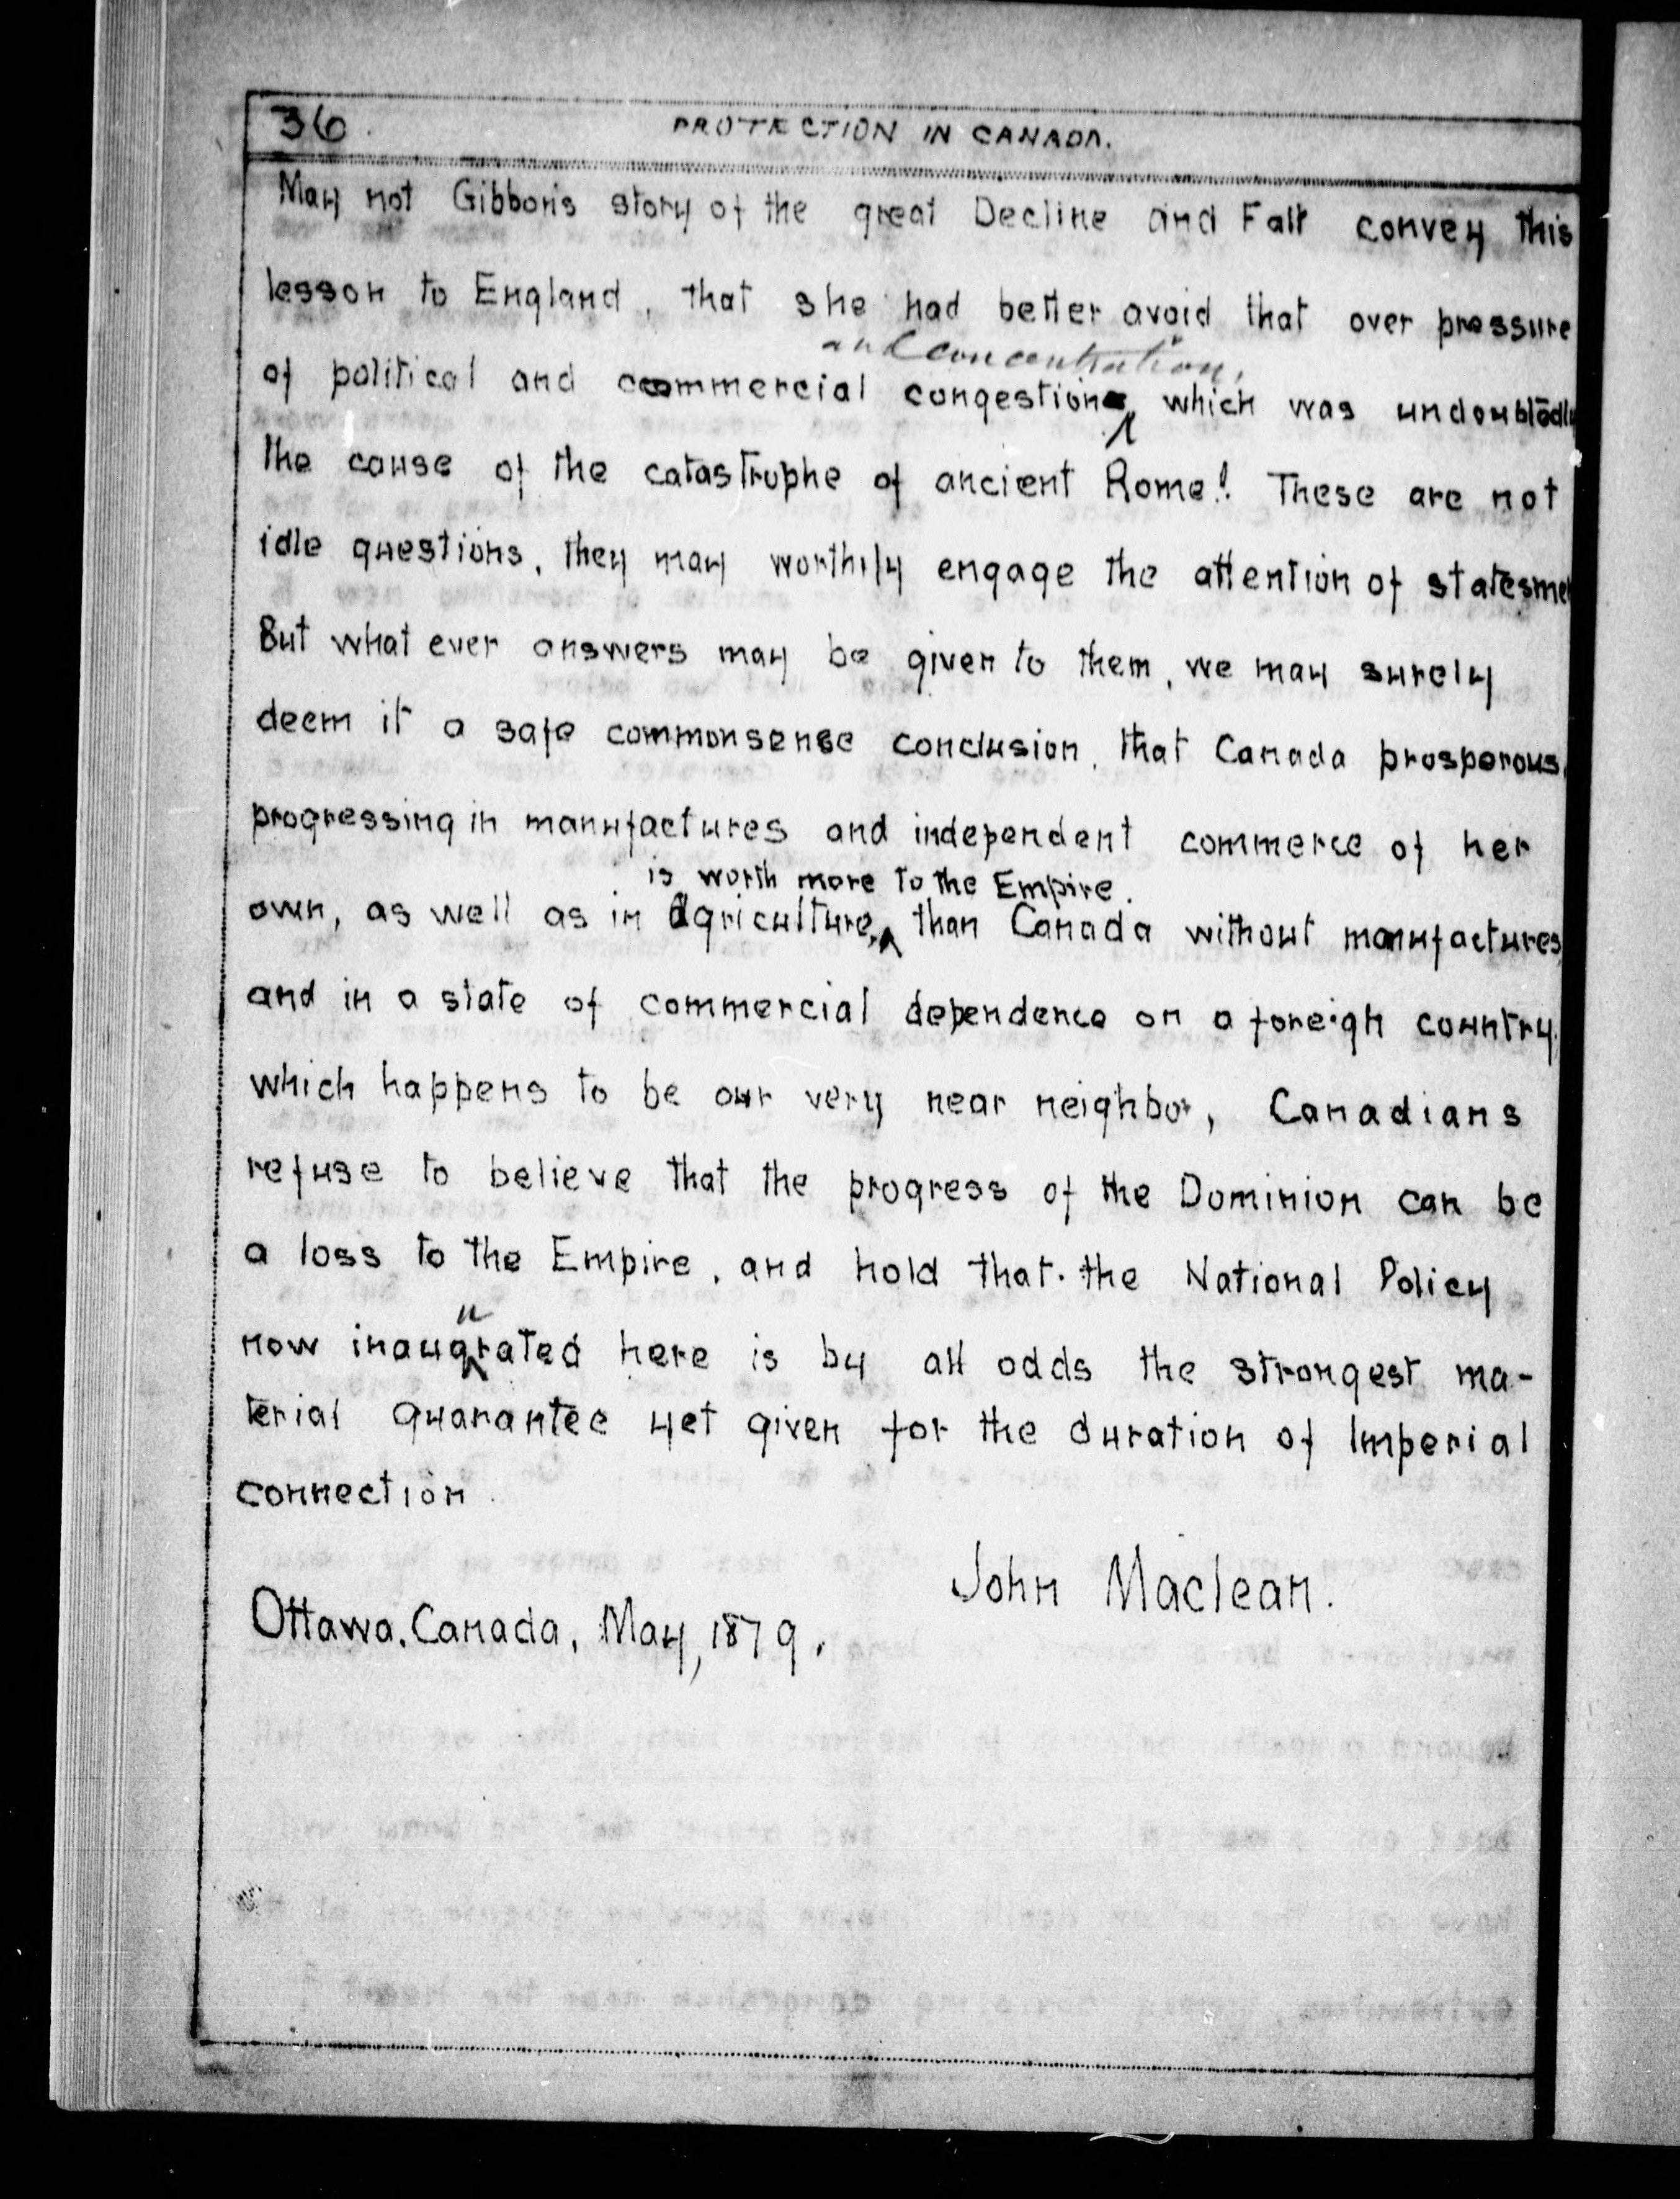 36.
PROTECTION IN CANADA.
May not Gibbon's story of the great Decline and Fall convey this
lesson to England, that she had better avoid that over pressure
and concentration,
of political and commercial congestion which was undoubtedly
the cause of the catastrophe of ancient Rome! These are not
idle questions, they may worthily engage the attention of statesmen
But what ever answers may be given to them, we may surely
deem it a safe commonsense conclusion, that Canada prosperous,
progressing in manufactures and independent commerce of her
is worth more to the Empire.
own, as well as in Agriculture, than Canada without manufactures,
and in a state of commercial dependence on a foreign country.
which happens to be our very near neighbor, Canadians
refuse to believe that the progress of the Dominion can be
a loss to the Empire, and hold that the National Policy
u
now inaugrated here is by all odds the strongest ma-
terial guarantee yet given for the duration of Imperial
connection
John Maclean.
Ottawa, Canada, May, 1879.